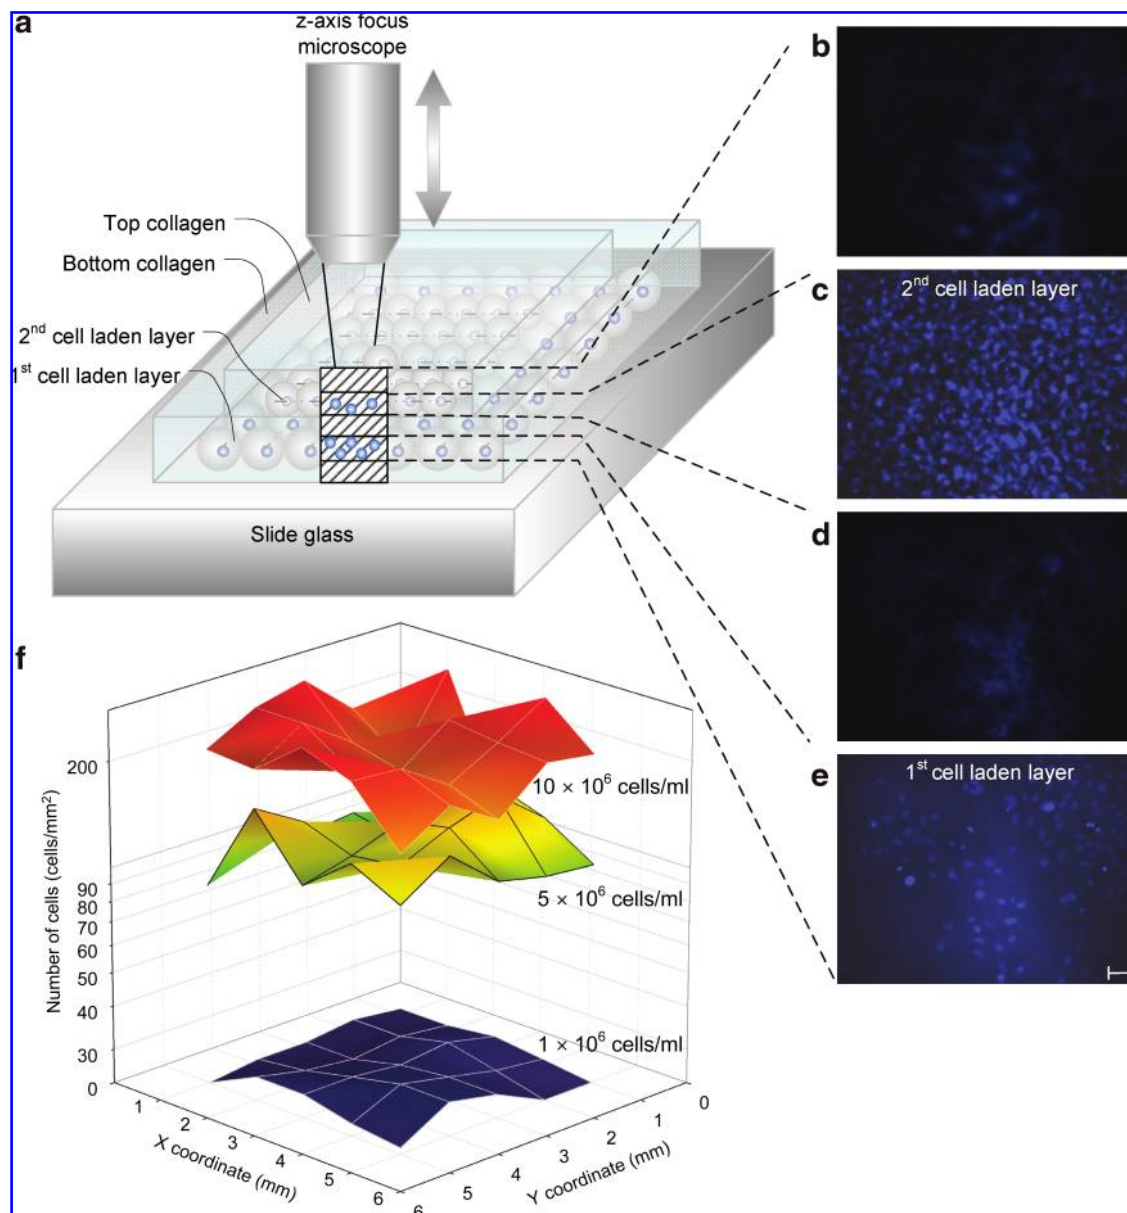 a
z-axis focus
microscope
Top collagen
Bottom collagen
2nd cell laden layer
1st cell laden layer
Slide glass
b
c
2nd cell laden layer
d
e
1st cell laden layer
f
Number of cells (cells/mm²)
200
90
80
70
60
50
40
30
0
10 × 10⁶ cells/ml
5 × 10⁶ cells/ml
1 × 10⁶ cells/ml
1
2
3
4
5
6
X coordinate (mm)
6
5
4
3
2
1
0
Y coordinate (mm)